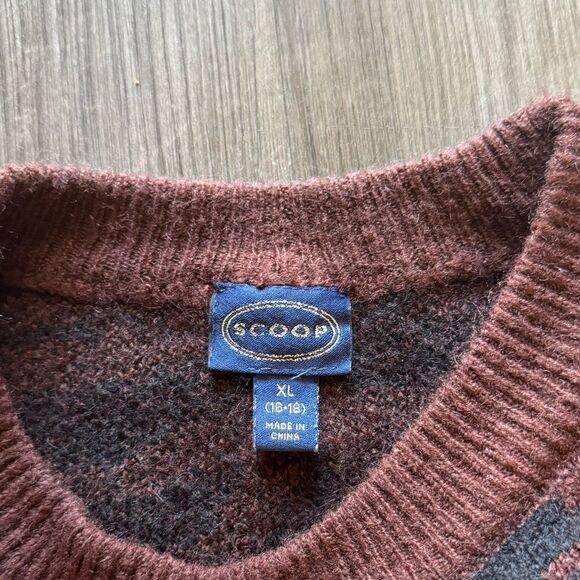 SCOOP
XL
(16•18)
MADE IN
CHINA